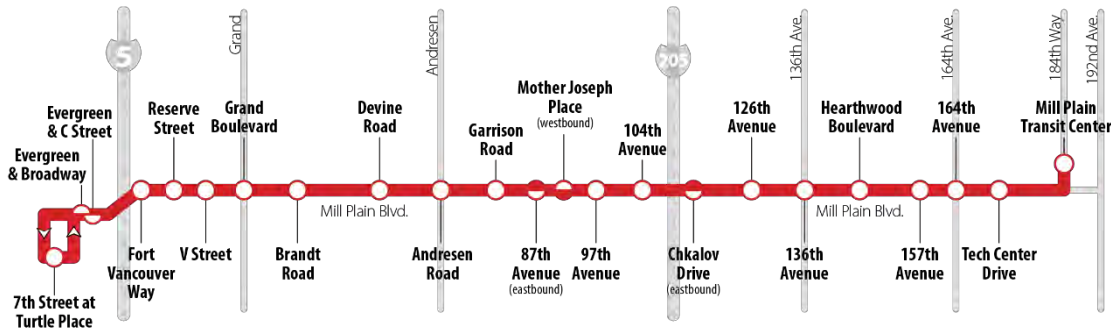 5
Grand
Andresen
205
136th Ave.
164th Ave.
184th Way
192nd Ave.
Evergreen
& C Street
Evergreen
& Broadway
Reserve
Street
Grand
Boulevard
Devine
Road
Garrison
Road
Mother Joseph
Place
(westbound)
104th
Avenue
126th
Avenue
Hearthwood
Boulevard
164th
Avenue
Mill Plain
Transit Center
Mill Plain Blvd.
Mill Plain Blvd.
7th Street at
Turtle Place
Fort
Vancouver
Way
V Street
Brandt
Road
Andresen
Road
87th
Avenue
(eastbound)
97th
Avenue
Chkalov
Drive
(eastbound)
136th
Avenue
157th
Avenue
Tech Center
Drive